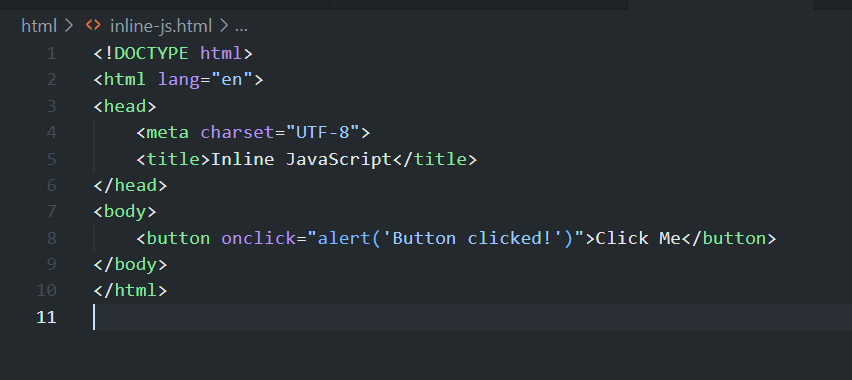 html > <> inline-js.html > ...
1 <!DOCTYPE html>
2 <html lang="en">
3 <head>
4     <meta charset="UTF-8">
5     <title>Inline JavaScript</title>
6 </head>
7 <body>
8     <button onclick="alert('Button clicked!')">Click Me</button>
9 </body>
10 </html>
11